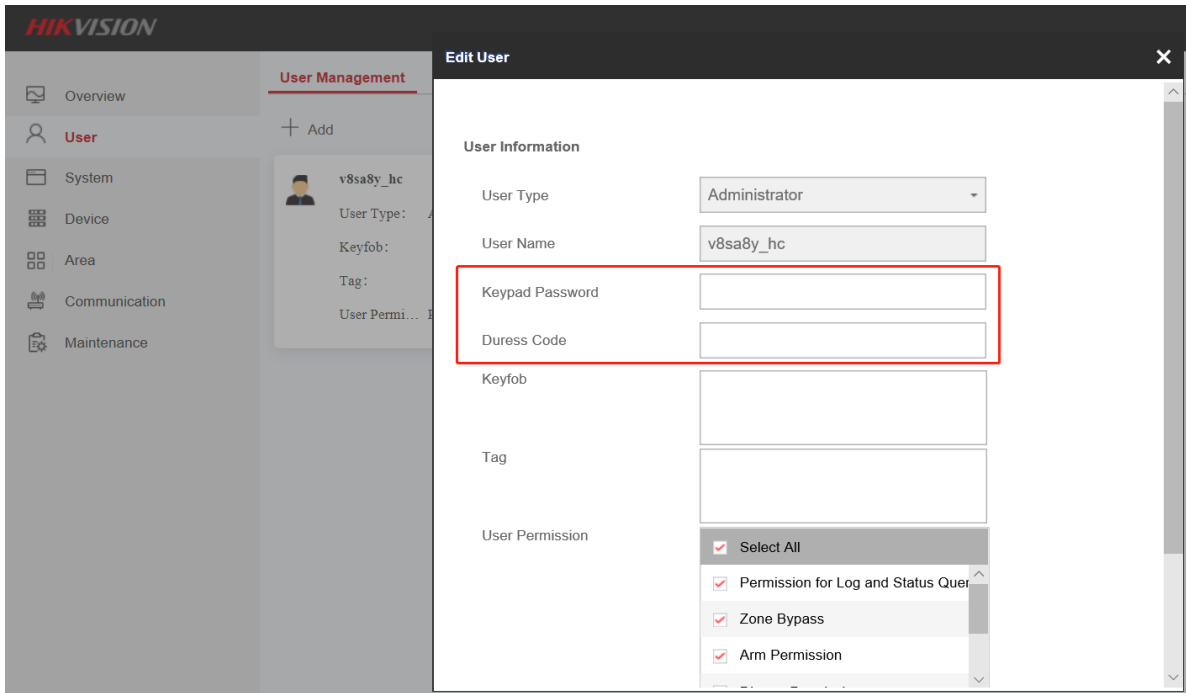 HIKVISION
Overview
User
System
Device
Area
Communication
Maintenance
User Management
Add
v8sa8y_hc
User Type:
Keyfob:
Tag:
User Permi...
Edit User
User Information
User Type
Administrator
User Name
v8sa8y_hc
Keypad Password
Duress Code
Keyfob
Tag
User Permission
Select All
Permission for Log and Status Quer
Zone Bypass
Arm Permission